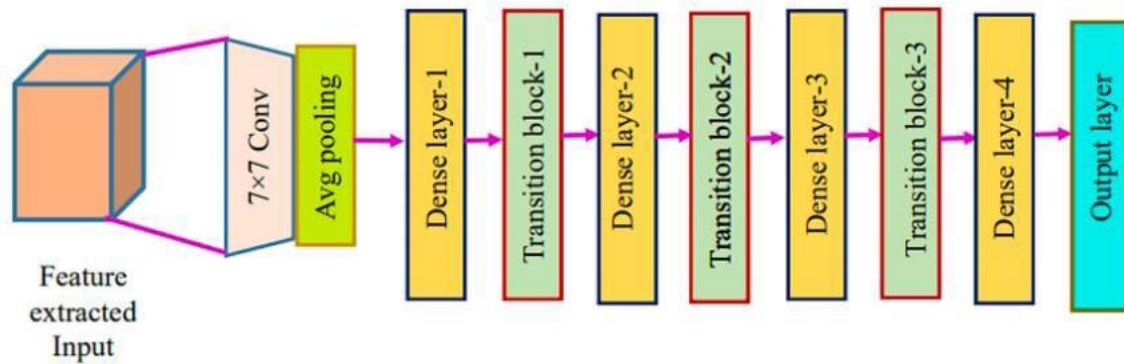 Feature
extracted
Input
7×7 Conv
Avg pooling
Dense layer-1
Transition block-1
Dense layer-2
Transition block-2
Dense layer-3
Transition block-3
Dense layer-4
Output layer